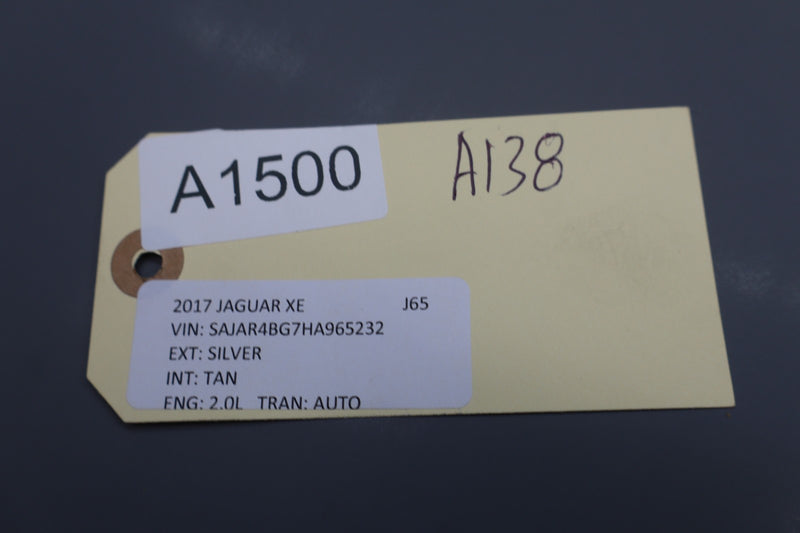 A1500
A138
2017 JAGUAR XE J65
VIN: SAJAR4BG7HA965232
EXT: SILVER
INT: TAN
ENG: 2.0L TRAN: AUTO